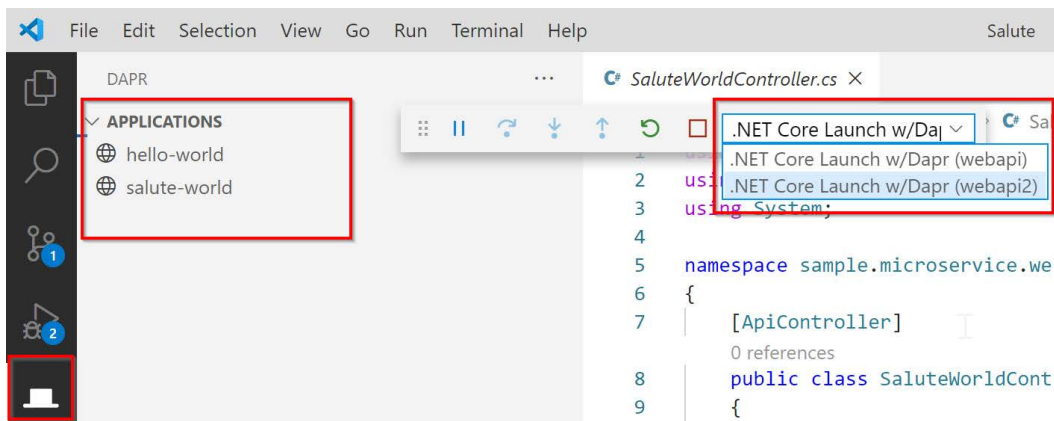 File Edit Selection View Go Run Terminal Help Salute
DAPR ... C# SaluteWorldController.cs ×
APPLICATIONS
hello-world
salute-world
1
2
3 using System;
4
5 namespace sample.microservice.we
6 {
7 [ApiController]
0 references
8 public class SaluteWorldCont
9 {
.NET Core Launch w/Dap
.NET Core Launch w/Dapr (webapi)
.NET Core Launch w/Dapr (webapi2)
C# Sa
Q
1
2